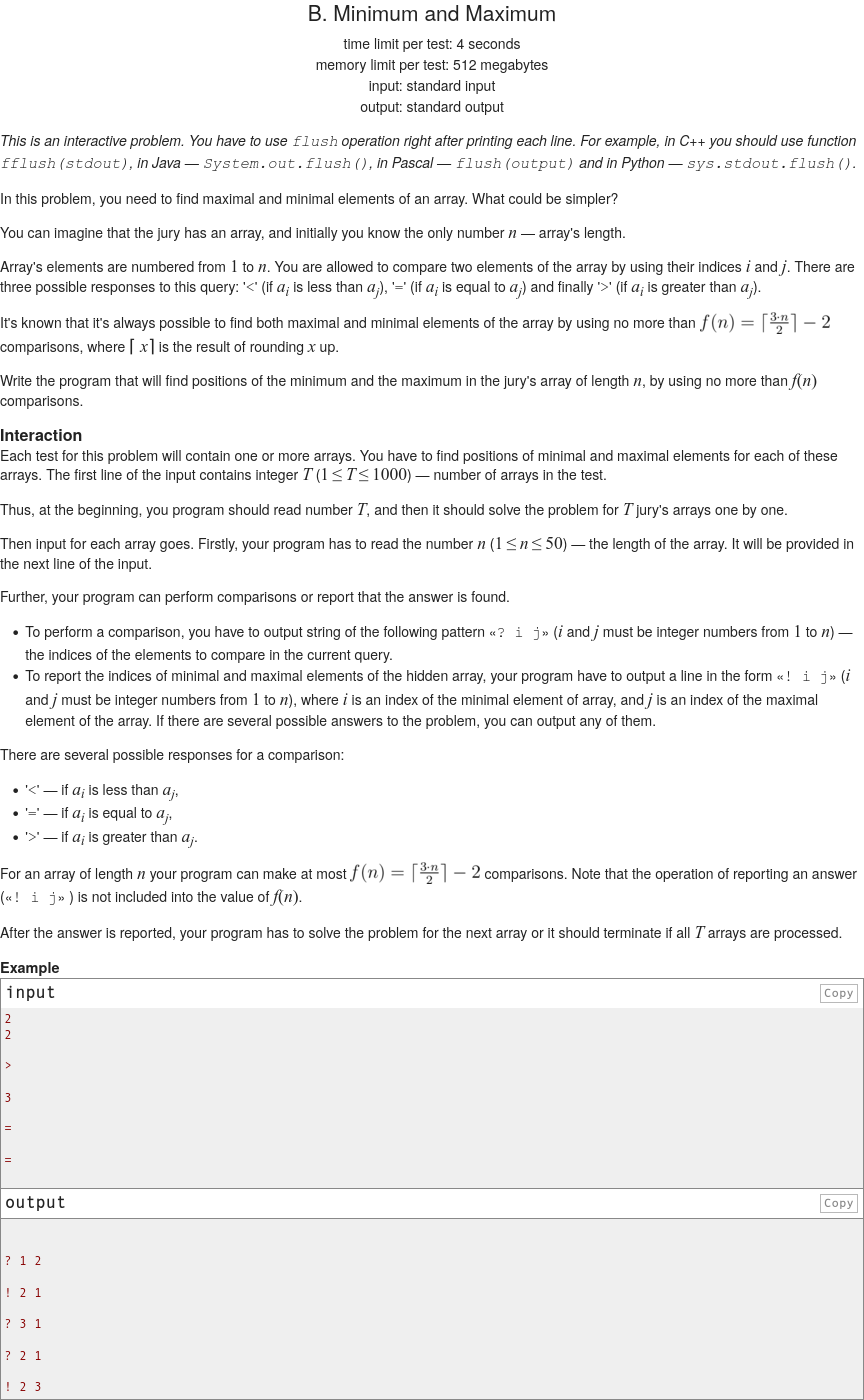 B. Minimum and Maximum
time limit per test: 4 seconds
memory limit per test: 512 megabytes
input: standard input
output: standard output
This is an interactive problem. You have to use flush operation right after printing each line. For example, in C++ you should use function
fflush(stdout), in Java — System.out.flush(), in Pascal — flush(output) and in Python — sys.stdout.flush().
In this problem, you need to find maximal and minimal elements of an array. What could be simpler?
You can imagine that the jury has an array, and initially you know the only number n — array's length.
Array's elements are numbered from 1 to n. You are allowed to compare two elements of the array by using their indices i and j. There are
three possible responses to this query: '<' (if a_i is less than a_j), '=' (if a_i is equal to a_j) and finally '>' (if a_i is greater than a_j).
It's known that it's always possible to find both maximal and minimal elements of the array by using no more than f(n) = ⌈3·n/2⌉ − 2
comparisons, where ⌈ x⌉ is the result of rounding x up.
Write the program that will find positions of the minimum and the maximum in the jury's array of length n, by using no more than f(n)
comparisons.
Interaction
Each test for this problem will contain one or more arrays. You have to find positions of minimal and maximal elements for each of these
arrays. The first line of the input contains integer T (1 ≤ T ≤ 1000) — number of arrays in the test.
Thus, at the beginning, you program should read number T, and then it should solve the problem for T jury's arrays one by one.
Then input for each array goes. Firstly, your program has to read the number n (1 ≤ n ≤ 50) — the length of the array. It will be provided in
the next line of the input.
Further, your program can perform comparisons or report that the answer is found.
• To perform a comparison, you have to output string of the following pattern «? i j» (i and j must be integer numbers from 1 to n) —
the indices of the elements to compare in the current query.
• To report the indices of minimal and maximal elements of the hidden array, your program have to output a line in the form «! i j» (i
and j must be integer numbers from 1 to n), where i is an index of the minimal element of array, and j is an index of the maximal
element of the array. If there are several possible answers to the problem, you can output any of them.
There are several possible responses for a comparison:
• '<' — if a_i is less than a_j,
• '=' — if a_i is equal to a_j,
• '>' — if a_i is greater than a_j.
For an array of length n your program can make at most f(n) = ⌈3·n/2⌉ − 2 comparisons. Note that the operation of reporting an answer
(«! i j» ) is not included into the value of f(n).
After the answer is reported, your program has to solve the problem for the next array or it should terminate if all T arrays are processed.
Example
input
Copy
2
2
>
3
=
=
output
Copy
? 1 2
! 2 1
? 3 1
? 2 1
! 2 3